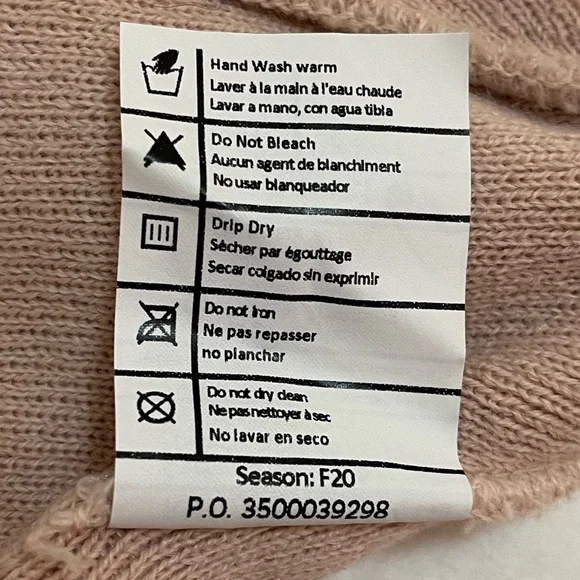 Hand Wash warm
Laver à la main à l'eau chaude
Lavar a mano, con agua tibia
Do Not Bleach
Aucun agent de blanchiment
No usar blanqueador
Drip Dry
Sécher par égouttage
Secar colgado sin exprimir
Do not Iron
Ne pas repasser
no planchar
Do not dry clean
Ne pas nettoyer à sec
No lavar en seco
Season: F20
P.O. 3500039298